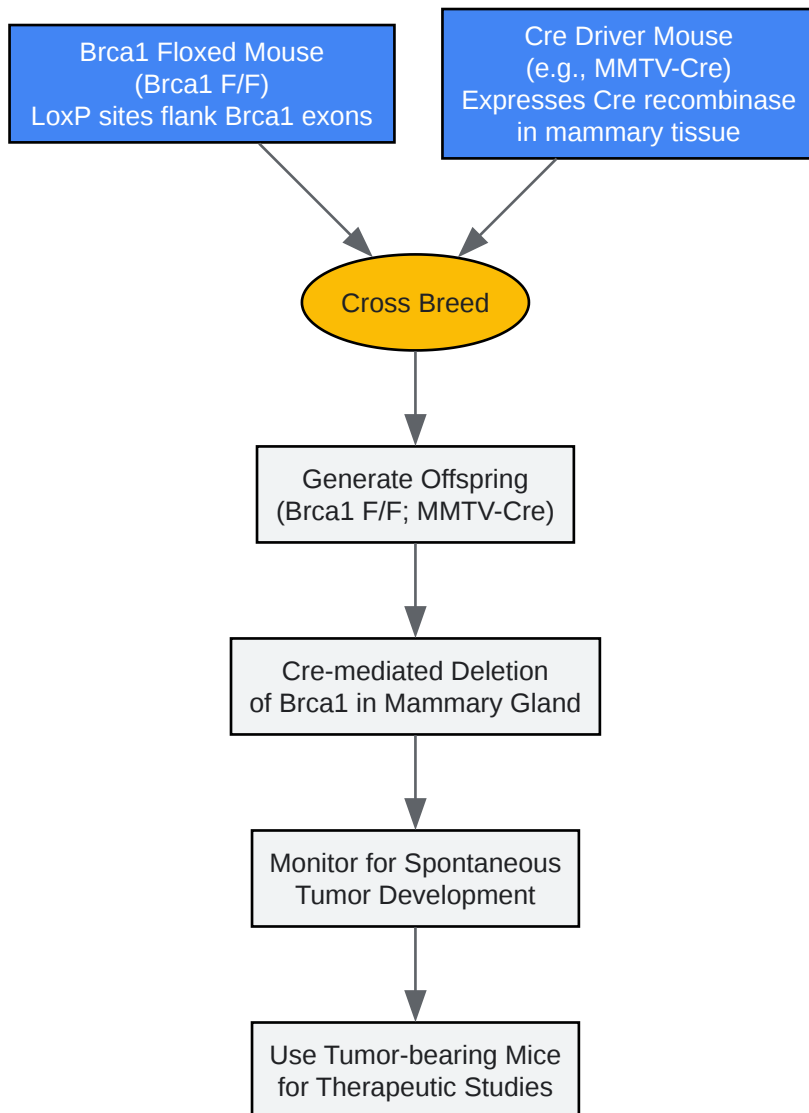 Brca1 Floxed Mouse
(Brca1 F/F)
LoxP sites flank Brca1 exons
Cre Driver Mouse
(e.g., MMTV-Cre)
Expresses Cre recombinase
in mammary tissue
Cross Breed
Generate Offspring
(Brca1 F/F; MMTV-Cre)
Cre-mediated Deletion
of Brca1 in Mammary Gland
Monitor for Spontaneous
Tumor Development
Use Tumor-bearing Mice
for Therapeutic Studies